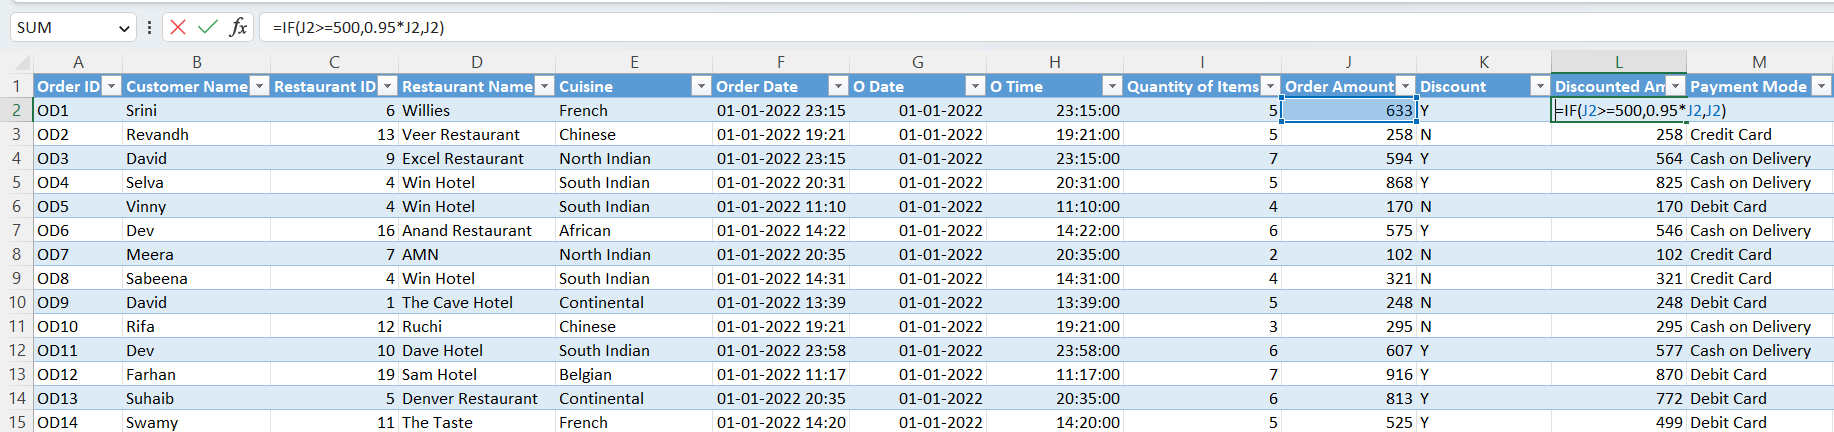 SUM fx =IF(J2>=500,0.95*J2,J2)
A B C D E F G H I J K L M
1 Order ID Customer Name Restaurant ID Restaurant Name Cuisine Order Date O Date O Time Quantity of Items Order Amount Discount Discounted Am Payment Mode
2 OD1 Srini 6 Willies French 01-01-2022 23:15 01-01-2022 23:15:00 5 633 Y =IF(J2>=500,0.95*J2,J2)
3 OD2 Revandh 13 Veer Restaurant Chinese 01-01-2022 19:21 01-01-2022 19:21:00 5 258 N 258 Credit Card
4 OD3 David 9 Excel Restaurant North Indian 01-01-2022 23:15 01-01-2022 23:15:00 7 594 Y 564 Cash on Delivery
5 OD4 Selva 4 Win Hotel South Indian 01-01-2022 20:31 01-01-2022 20:31:00 5 868 Y 825 Cash on Delivery
6 OD5 Vinny 4 Win Hotel South Indian 01-01-2022 11:10 01-01-2022 11:10:00 4 170 N 170 Debit Card
7 OD6 Dev 16 Anand Restaurant African 01-01-2022 14:22 01-01-2022 14:22:00 6 575 Y 546 Cash on Delivery
8 OD7 Meera 7 AMN North Indian 01-01-2022 20:35 01-01-2022 20:35:00 2 102 N 102 Credit Card
9 OD8 Sabeena 4 Win Hotel South Indian 01-01-2022 14:31 01-01-2022 14:31:00 4 321 N 321 Credit Card
10 OD9 David 1 The Cave Hotel Continental 01-01-2022 13:39 01-01-2022 13:39:00 5 248 N 248 Debit Card
11 OD10 Rifa 12 Ruchi Chinese 01-01-2022 19:21 01-01-2022 19:21:00 3 295 N 295 Cash on Delivery
12 OD11 Dev 10 Dave Hotel South Indian 01-01-2022 23:58 01-01-2022 23:58:00 6 607 Y 577 Cash on Delivery
13 OD12 Farhan 19 Sam Hotel Belgian 01-01-2022 11:17 01-01-2022 11:17:00 7 916 Y 870 Debit Card
14 OD13 Suhaib 5 Denver Restaurant Continental 01-01-2022 20:35 01-01-2022 20:35:00 6 813 Y 772 Debit Card
15 OD14 Swamy 11 The Taste French 01-01-2022 14:20 01-01-2022 14:20:00 5 525 Y 499 Debit Card